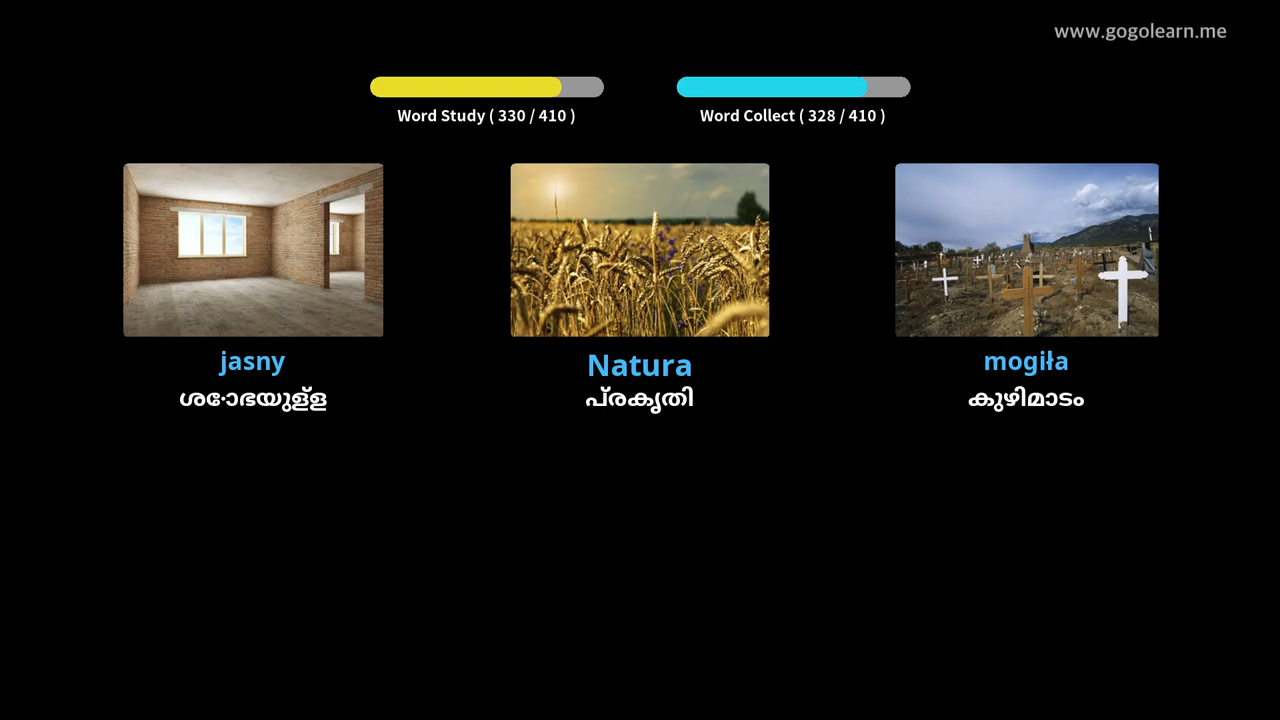 www.gogolearn.me
Word Study ( 330 / 410 )
Word Collect ( 328 / 410 )
jasny
Natura
mogiła
ശോഭയുള്ള
പ്രകൃതി
കുഴിമാടം